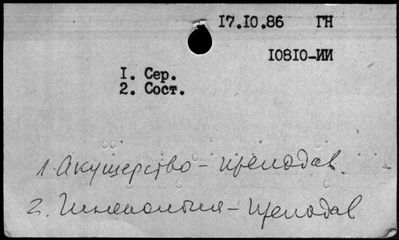 17.10.86 ГН
10810-ИИ
1. Сер.
2. Сост.
1. Акушерство - преподав.
2. Гинекология - преподав